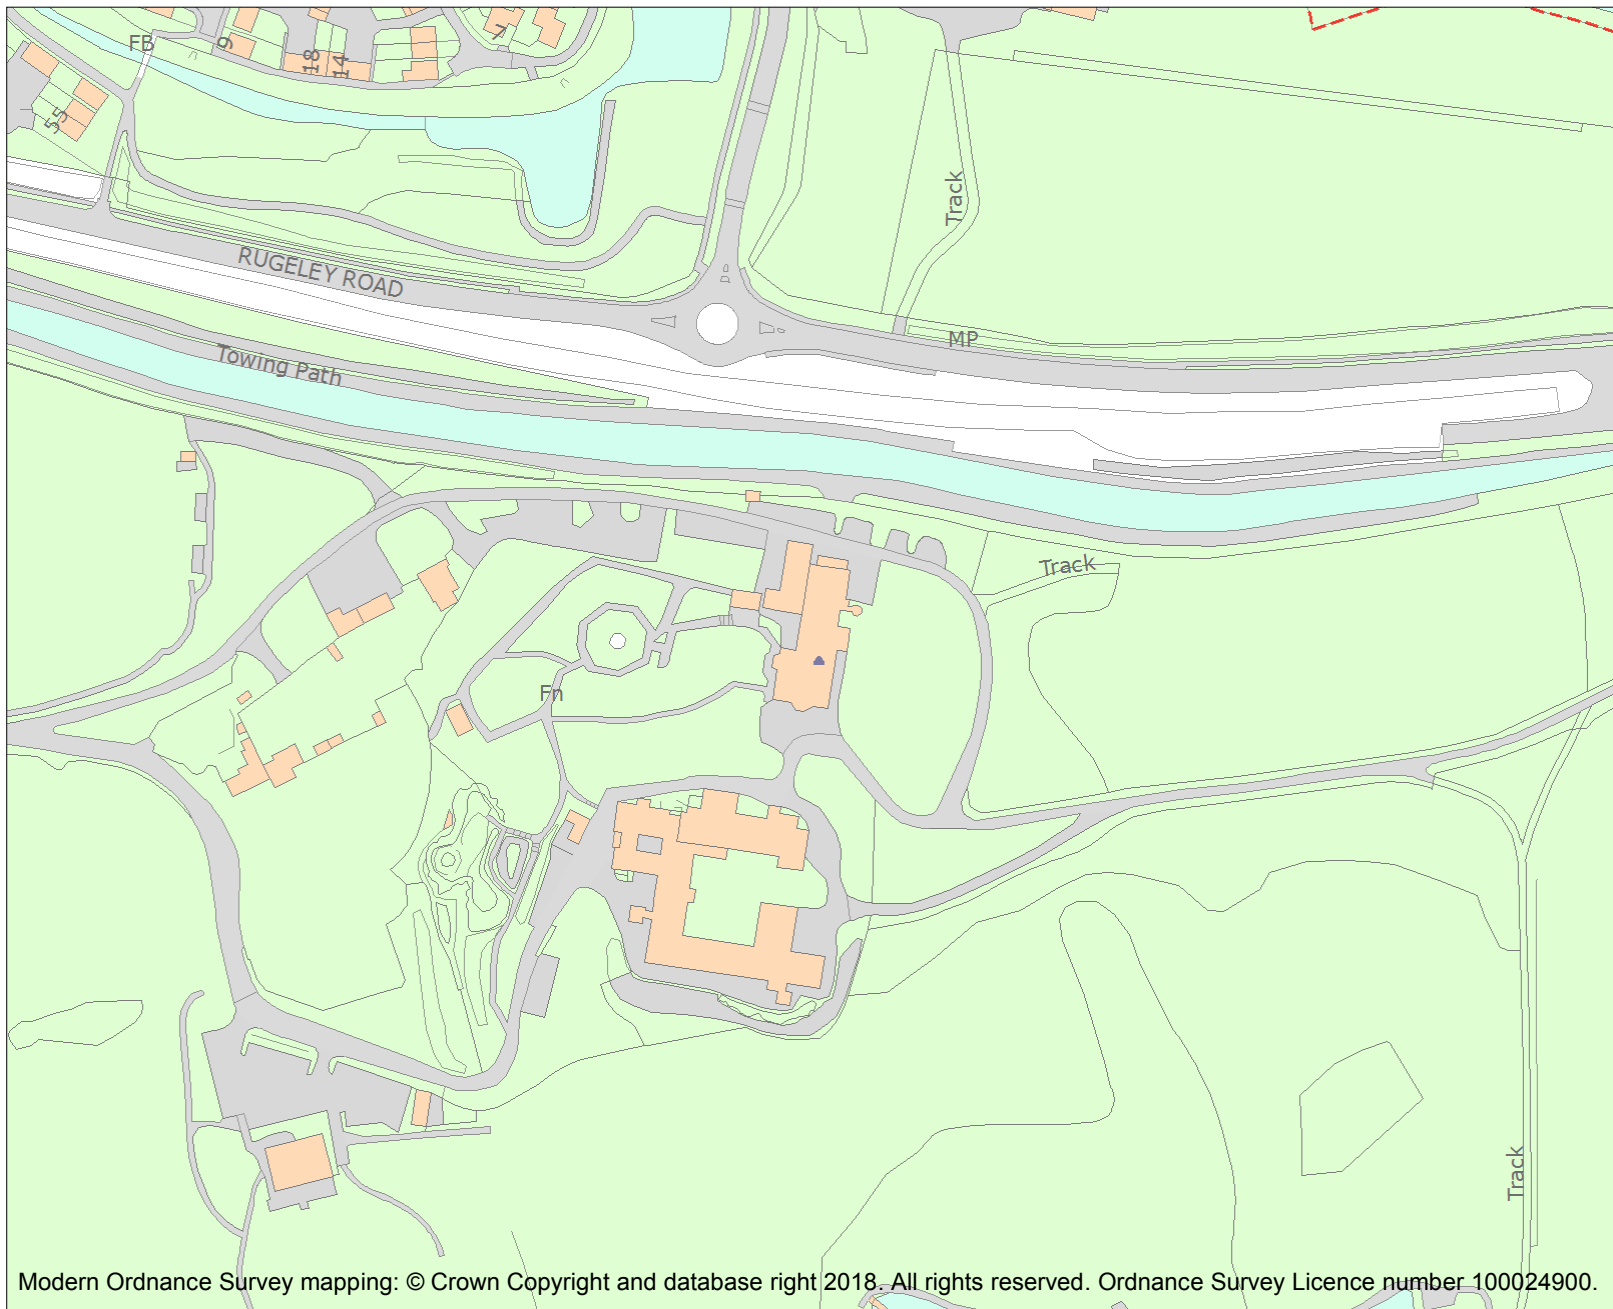 FB
9
18
14
7
55
Track
RUGELEY ROAD
MP
Towing Path
Track
Fn
Track
Modern Ordnance Survey mapping: © Crown Copyright and database right 2018. All rights reserved. Ordnance Survey Licence number 100024900.